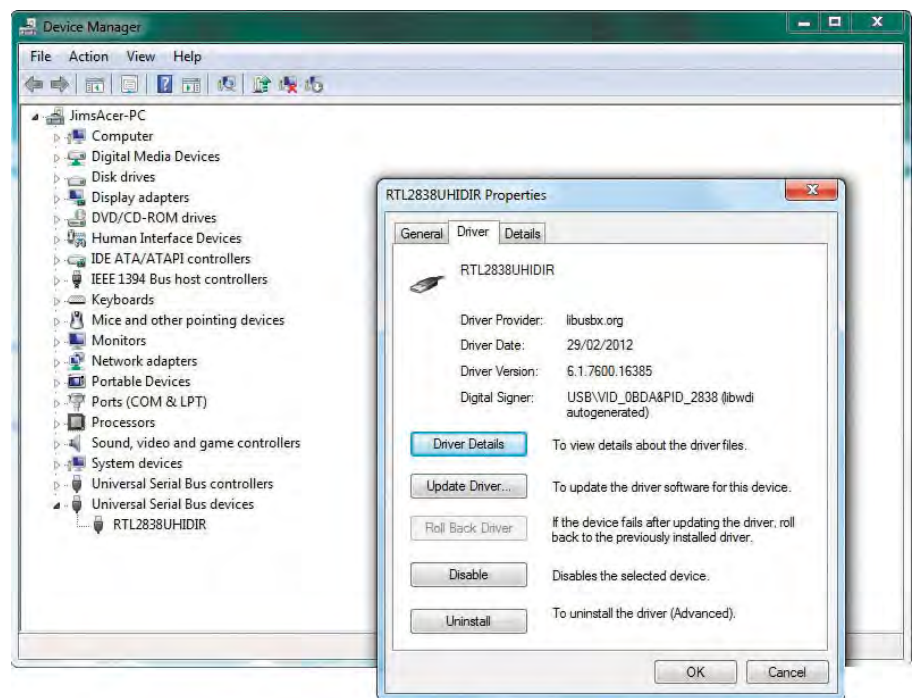 Device Manager
File Action View Help
JimsAcer-PC
Computer
Digital Media Devices
Disk drives
Display adapters
DVD/CD-ROM drives
Human Interface Devices
IDE ATA/ATAPI controllers
IEEE 1394 Bus host controllers
Keyboards
Mice and other pointing devices
Monitors
Network adapters
Portable Devices
Ports (COM & LPT)
Processors
Sound, video and game controllers
System devices
Universal Serial Bus controllers
Universal Serial Bus devices
RTL2838UHIDIR
RTL2838UHIDIR Properties
General Driver Details
RTL2838UHIDIR
Driver Provider: libusbx.org
Driver Date: 29/02/2012
Driver Version: 6.1.7600.16385
Digital Signer: USB\VID_0BDA&PID_2838 (libwdi
autogenerated)
Driver Details To view details about the driver files.
Update Driver... To update the driver software for this device.
Roll Back Driver If the device fails after updating the driver, roll
back to the previously installed driver.
Disable Disables the selected device.
Uninstall To uninstall the driver (Advanced).
OK Cancel